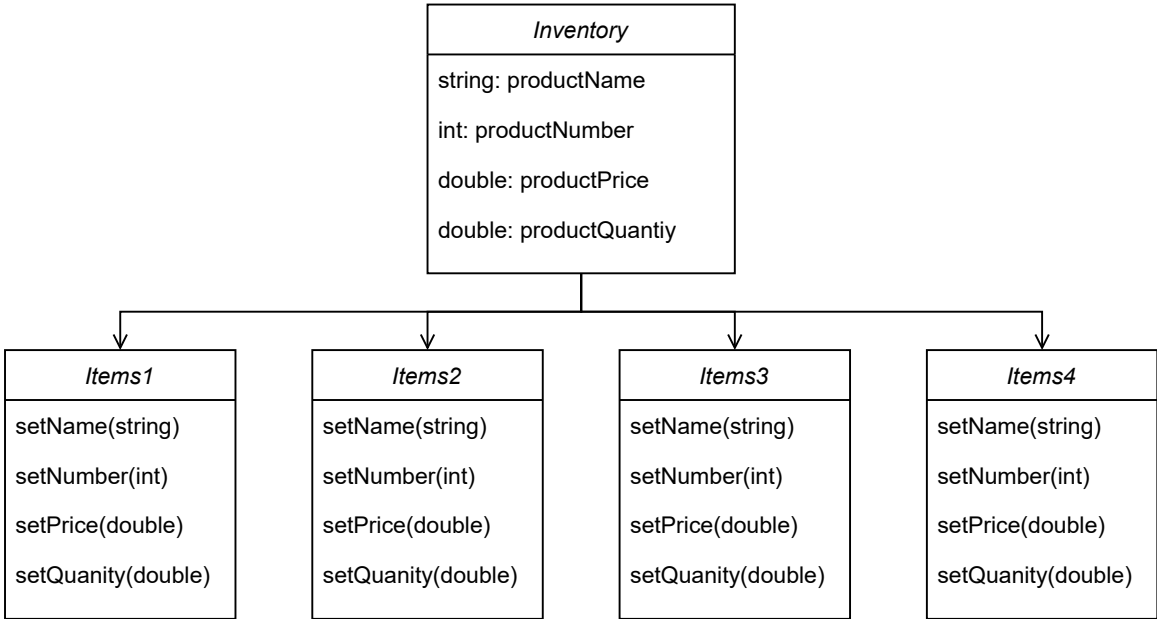 Inventory
string: productName
int: productNumber
double: productPrice
double: productQuantiy
Items1
setName(string)
setNumber(int)
setPrice(double)
setQuanity(double)
Items2
setName(string)
setNumber(int)
setPrice(double)
setQuanity(double)
Items3
setName(string)
setNumber(int)
setPrice(double)
setQuanity(double)
Items4
setName(string)
setNumber(int)
setPrice(double)
setQuanity(double)